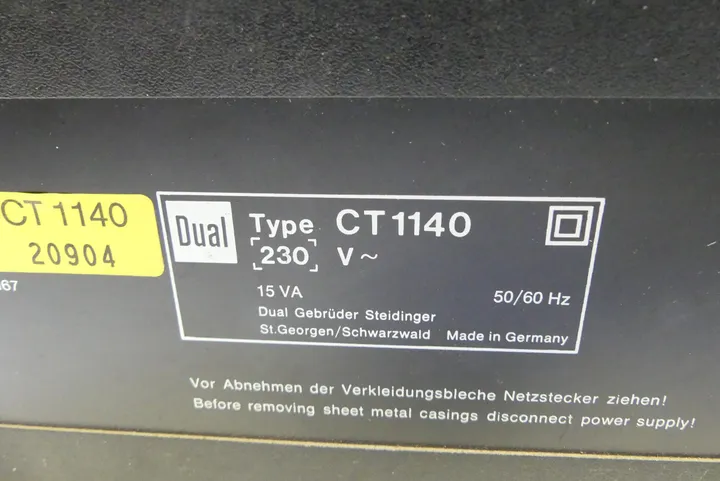 CT 1140
20904
67
Dual
Type CT 1140
230 V ~
15 VA
50/60 Hz
Dual Gebrüder Steidinger
St.Georgen/Schwarzwald Made in Germany
Vor Abnehmen der Verkleidungsbleche Netzstecker ziehen!
Before removing sheet metal casings disconnect power supply!